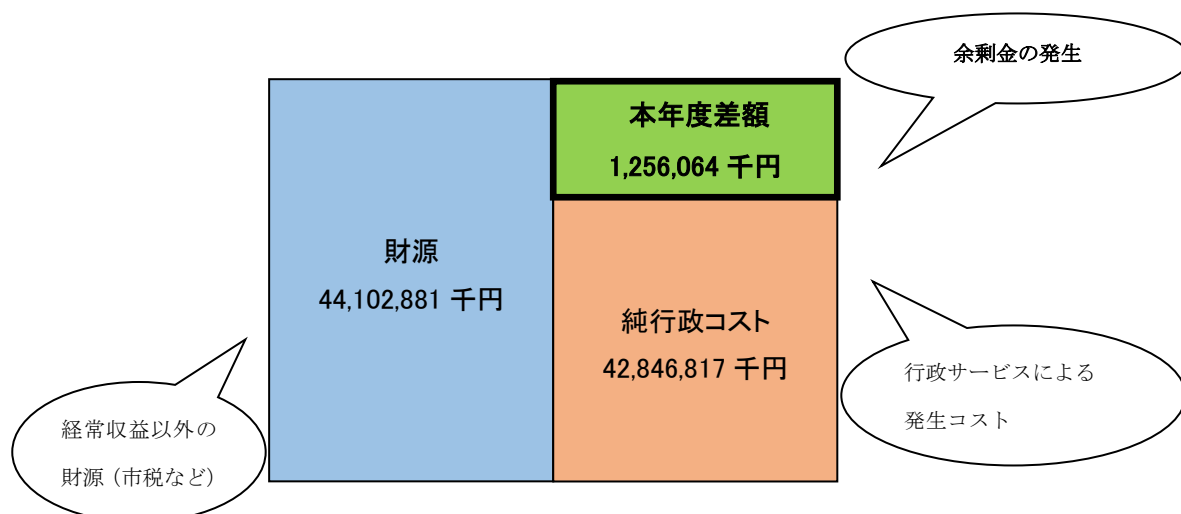 余剰金の発生
本年度差額
1,256,064 千円
財源
44,102,881 千円
純行政コスト
42,846,817 千円
行政サービスによる
発生コスト
経常収益以外の
財源（市税など）